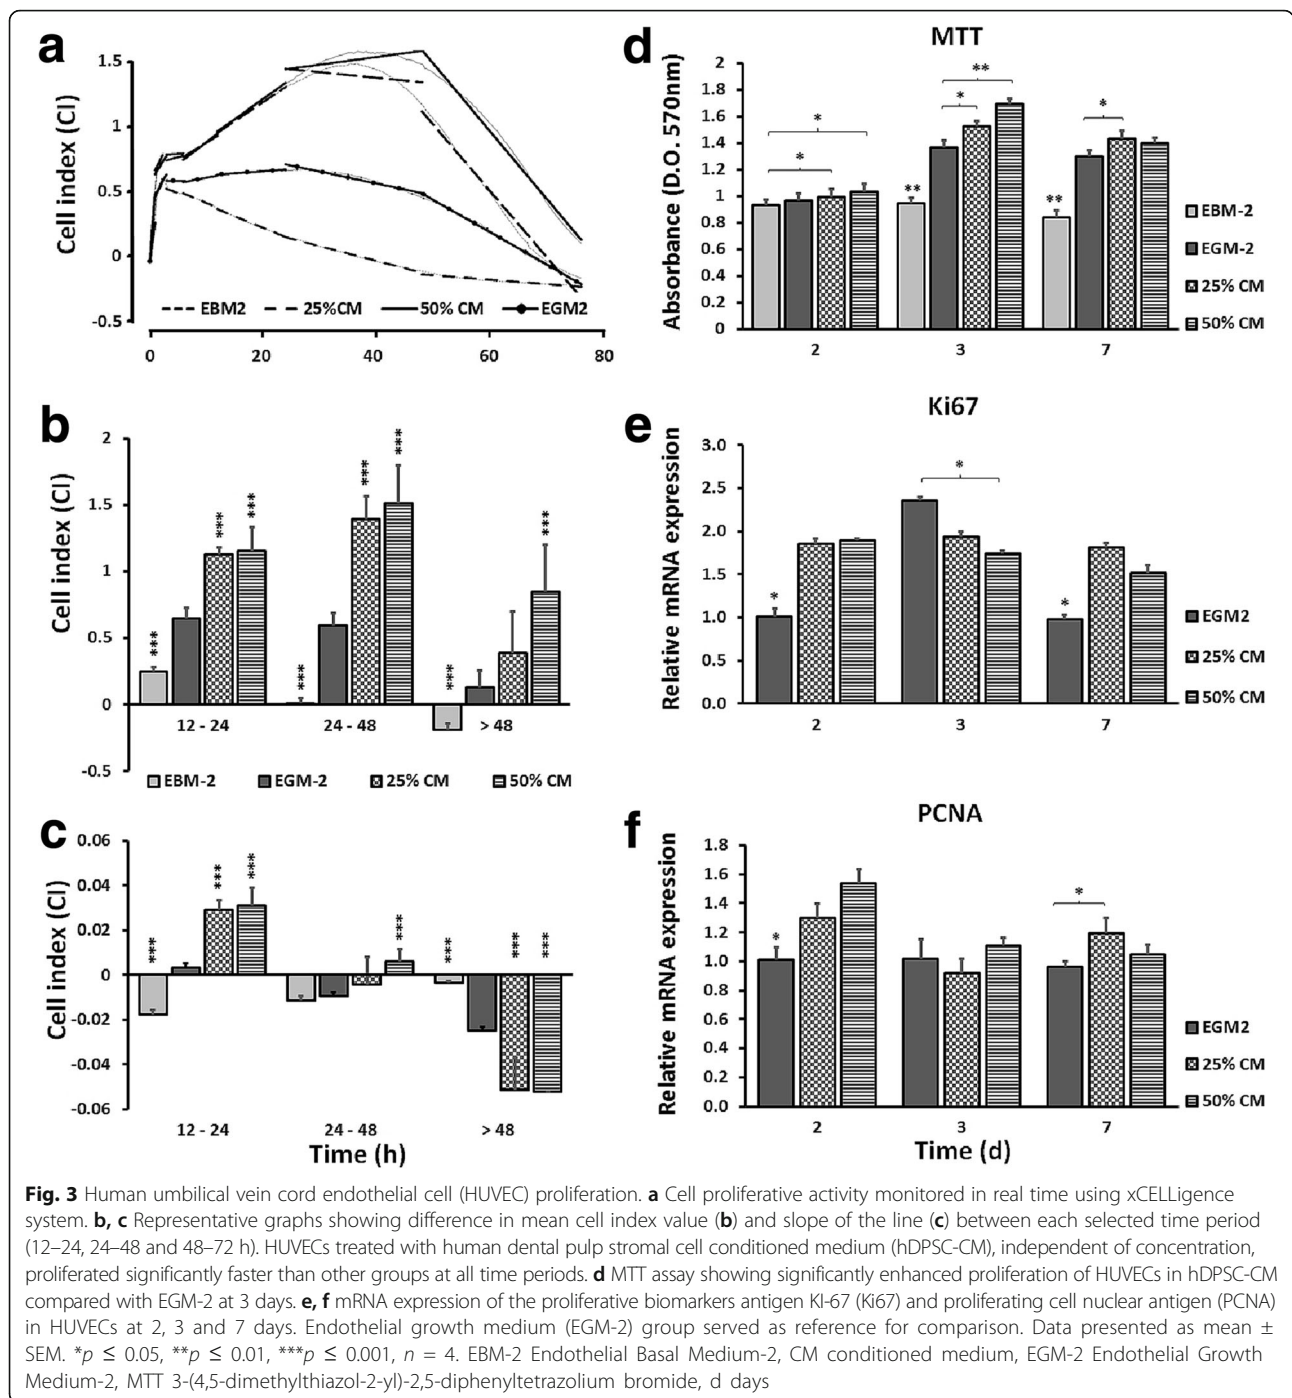 a
Cell index (CI)
1.5
1
0.5
0
-0.5
EBM2
25%CM
50% CM
EGM2
0
20
40
60
80
b
Cell index (CI)
2
1.5
1
0.5
0
-0.5
***
***
***
***
***
***
***
***
12 - 24
24 - 48
> 48
EBM-2
EGM-2
25% CM
50% CM
c
Cell index (CI)
0.06
0.04
0.02
0
-0.02
-0.04
-0.06
***
***
***
***
***
***
***
12 - 24
24 - 48
> 48
Time (h)
d
MTT
Absorbance (D.O. 570nm)
2
1.8
1.6
1.4
1.2
1
0.8
0.6
0.4
0.2
0
*
*
**
**
*
**
*
2
3
7
EBM-2
EGM-2
25% CM
50% CM
e
Ki67
Relative mRNA expression
3.0
2.5
2.0
1.5
1.0
0.5
0.0
*
*
*
2
3
7
EGM2
25% CM
50% CM
f
PCNA
Relative mRNA expression
1.8
1.6
1.4
1.2
1.0
0.8
0.6
0.4
0.2
0.0
*
*
2
3
7
Time (d)
EGM2
25% CM
50% CM
Fig. 3 Human umbilical vein cord endothelial cell (HUVEC) proliferation. a Cell proliferative activity monitored in real time using xCELLigence
system. b, c Representative graphs showing difference in mean cell index value (b) and slope of the line (c) between each selected time period
(12–24, 24–48 and 48–72 h). HUVECs treated with human dental pulp stromal cell conditioned medium (hDPSC-CM), independent of concentration,
proliferated significantly faster than other groups at all time periods. d MTT assay showing significantly enhanced proliferation of HUVECs in hDPSC-CM
compared with EGM-2 at 3 days. e, f mRNA expression of the proliferative biomarkers antigen KI-67 (Ki67) and proliferating cell nuclear antigen (PCNA)
in HUVECs at 2, 3 and 7 days. Endothelial growth medium (EGM-2) group served as reference for comparison. Data presented as mean ±
SEM. *p ≤ 0.05, **p ≤ 0.01, ***p ≤ 0.001, n = 4. EBM-2 Endothelial Basal Medium-2, CM conditioned medium, EGM-2 Endothelial Growth
Medium-2, MTT 3-(4,5-dimethylthiazol-2-yl)-2,5-diphenyltetrazolium bromide, d days